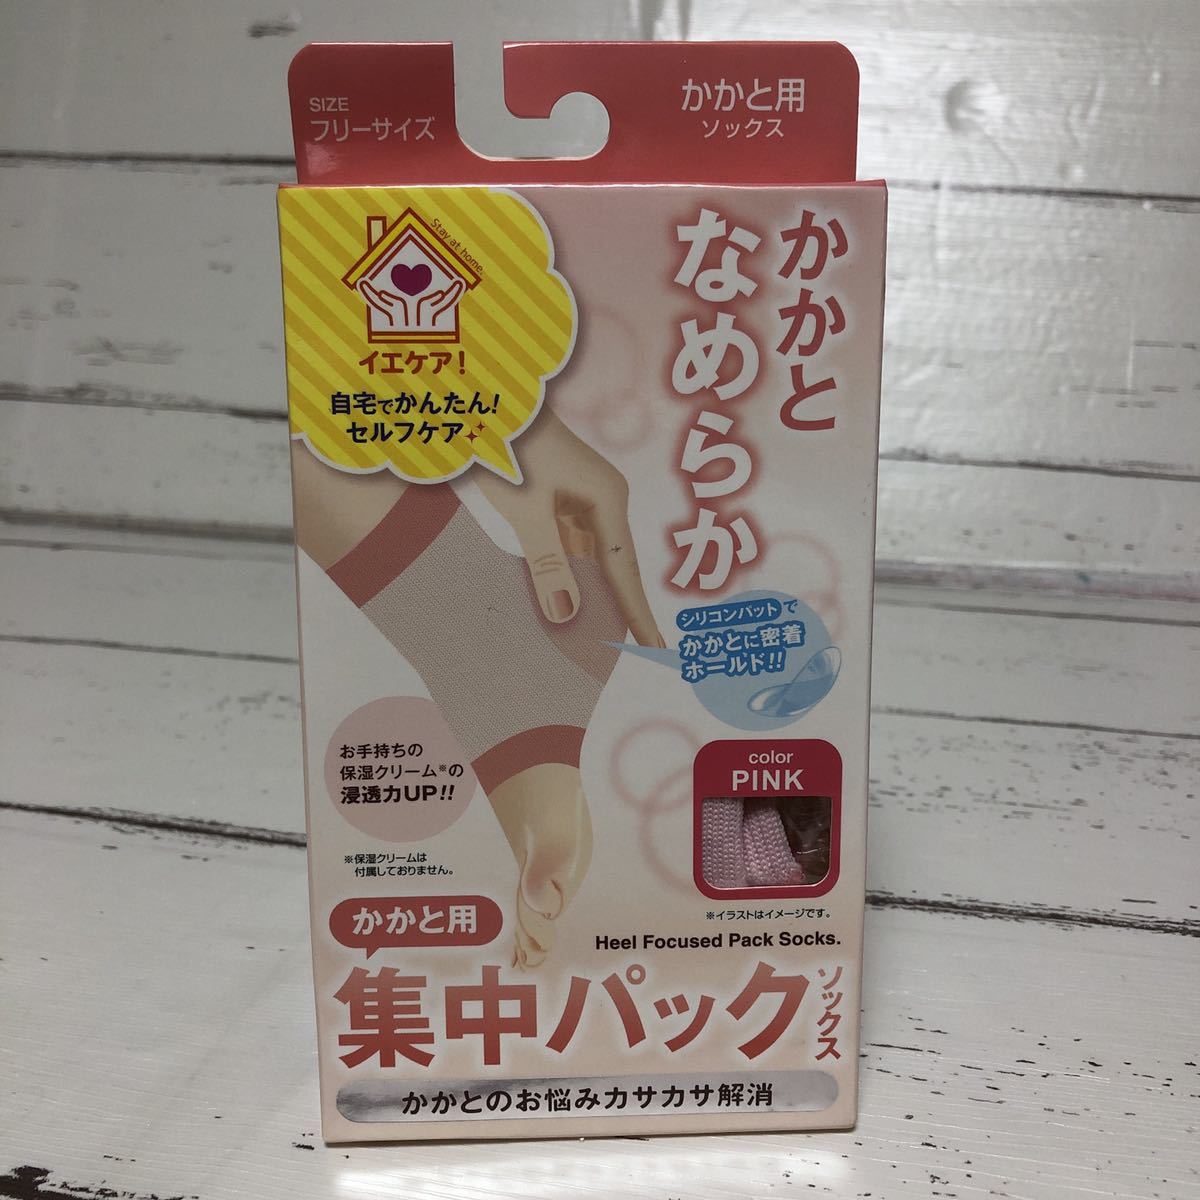 SIZE
フリーサイズ
かかと用
ソックス
Stay at home.
イエケア!
自宅でかんたん!
セルフケア
かかと
なめらか
シリコンパットで
かかとに密着
ホールド!!
お手持ちの
保湿クリーム※の
浸透力UP!!
※保湿クリームは
付属しておりません。
color
PINK
※イラストはイメージです。
かかと用
Heel Focused Pack Socks.
集中パック
ソックス
かかとのお悩みカサカサ解消